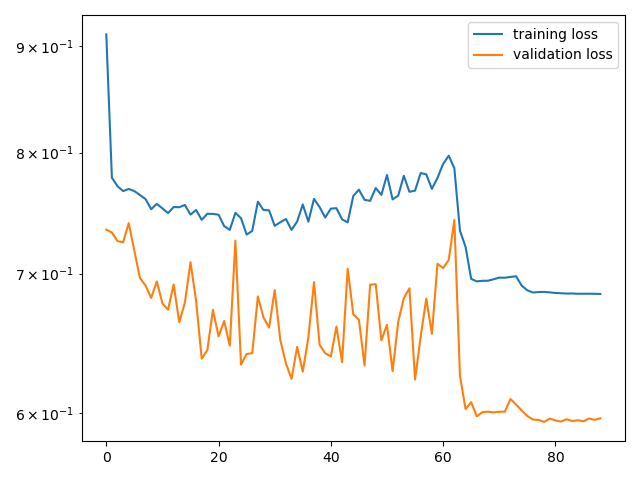 training loss
validation loss
9 × 10⁻¹
8 × 10⁻¹
7 × 10⁻¹
6 × 10⁻¹
0 20 40 60 80